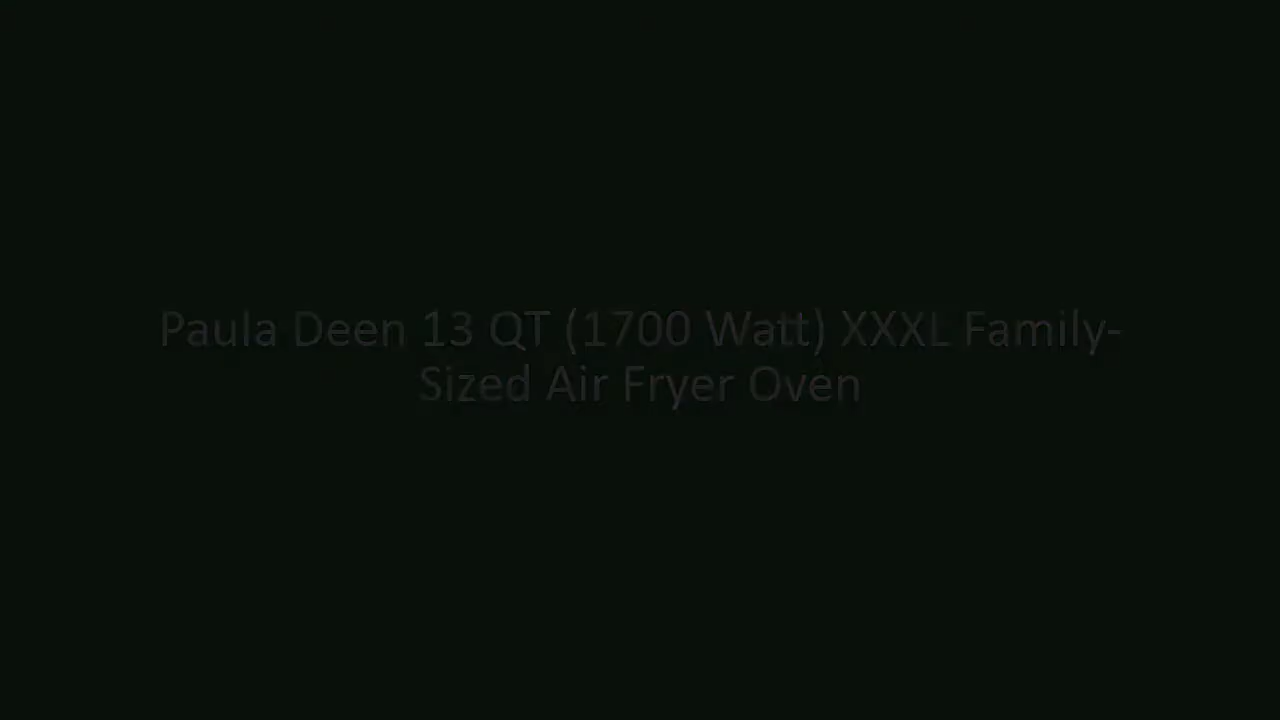 Paula Deen 13 QT (1700 Watt) XXXL Family-
Sized Air Fryer Oven